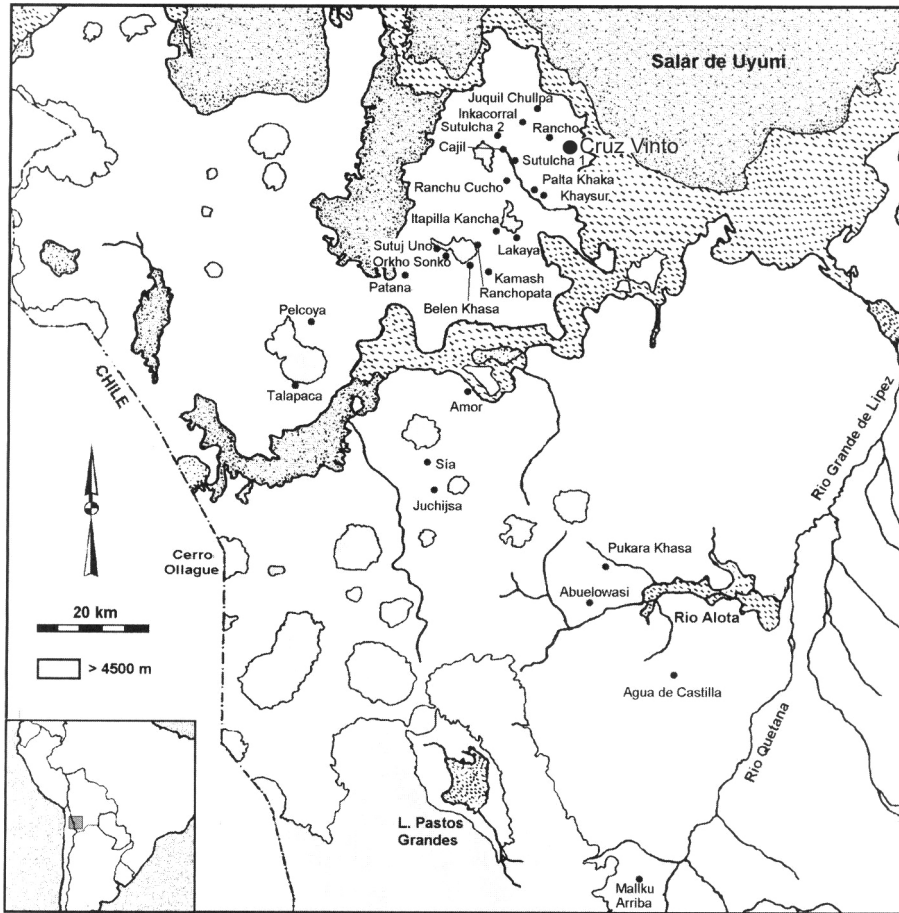 Salar de Uyuni
Juquil Chullpa
Inkacorral
Sutulcha 2
Rancho
Cajil
Cruz Vinto
Sutulcha 1
Palta Khaka
Ranchu Cucho
Khaysur
Itapilla Kancha
Sutuj Uno
Lakaya
Orkho Sonko
Patana
Kamash
Ranchopata
Belen Khasa
Pelcoya
CHILE
Talapaca
Amor
Rio Grande de Lipez
Sia
Juchijsa
Cerro
Ollague
Pukara Khasa
Abuelowasi
20 km
Rio Alota
> 4500 m
Agua de Castilla
Rio Quetana
L. Pastos
Grandes
Mallku
Arriba